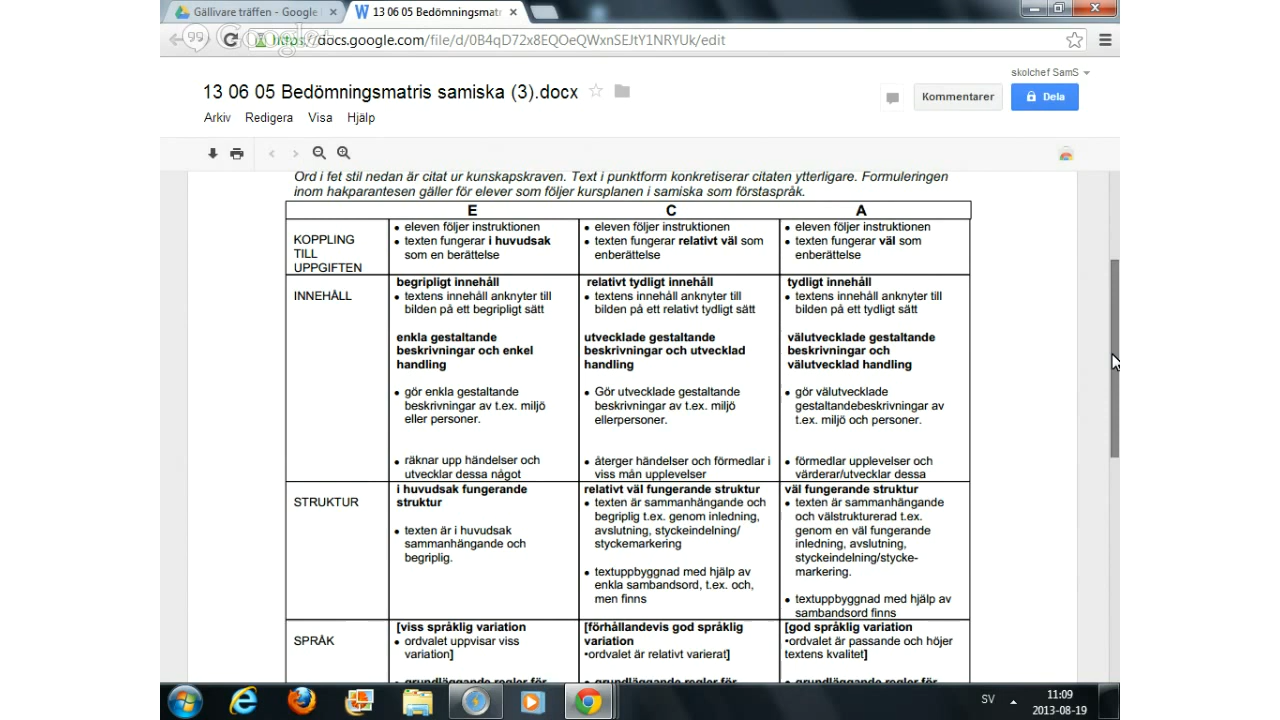 Gällivare träffen - Google
13 06 05 Bedömningsmatr
Google+
https://docs.google.com/file/d/0B4qD72x8EQOeQWxnSEJtY1NRYUk/edit
skolchef SamS
13 06 05 Bedömningsmatris samiska (3).docx
Kommentarer
Dela
Arkiv Redigera Visa Hjälp
Ord i fet stil nedan är citat ur kunskapskraven. Text i punktform konkretiserar citaten ytterligare. Formuleringen
inom hakparantesen gäller för elever som följer kursplanen i samiska som förstaspråk.
E C A
KOPPLING
TILL
UPPGIFTEN
• eleven följer instruktionen
• texten fungerar i huvudsak
som en berättelse
• eleven följer instruktionen
• texten fungerar relativt väl som
enberättelse
• eleven följer instruktionen
• texten fungerar väl som
enberättelse
INNEHÅLL
begripligt innehåll
• textens innehåll anknyter till
bilden på ett begripligt sätt
enkla gestaltande
beskrivningar och enkel
handling
• gör enkla gestaltande
beskrivningar av t.ex. miljö
eller personer.
• räknar upp händelser och
utvecklar dessa något
relativt tydligt innehåll
• textens innehåll anknyter till
bilden på ett relativt tydligt sätt
utvecklade gestaltande
beskrivningar och utvecklad
handling
• Gör utvecklade gestaltande
beskrivningar av t.ex. miljö
ellerpersoner.
• återger händelser och förmedlar i
viss mån upplevelser
tydligt innehåll
• textens innehåll anknyter till
bilden på ett tydligt sätt
välutvecklade gestaltande
beskrivningar och
välutvecklad handling
• gör välutvecklade
gestaltandebeskrivningar av
t.ex. miljö och personer.
• förmedlar upplevelser och
värderar/utvecklar dessa
STRUKTUR
i huvudsak fungerande
struktur
• texten är i huvudsak
sammanhängande och
begriplig.
relativt väl fungerande struktur
• texten är sammanhängande och
begriplig t.ex. genom inledning,
avslutning, styckeindelning/
styckemarkering
• textuppbyggnad med hjälp av
enkla sambandsord, t.ex. och,
men finns
väl fungerande struktur
• texten är sammanhängande
och välstrukturerad t.ex.
genom en väl fungerande
inledning, avslutning,
styckeindelning/stycke-
markering.
• textuppbyggnad med hjälp av
sambandsord finns
SPRÅK
[viss språklig variation
• ordvalet uppvisar viss
variation]
• grundläggande regler för
[förhållandevis god språklig
variation
•ordvalet är relativt varierat]
grundläggande regler för
[god språklig variation
•ordvalet är passande och höjer
textens kvalitet]
grundläggande regler för
SV
11:09
2013-08-19